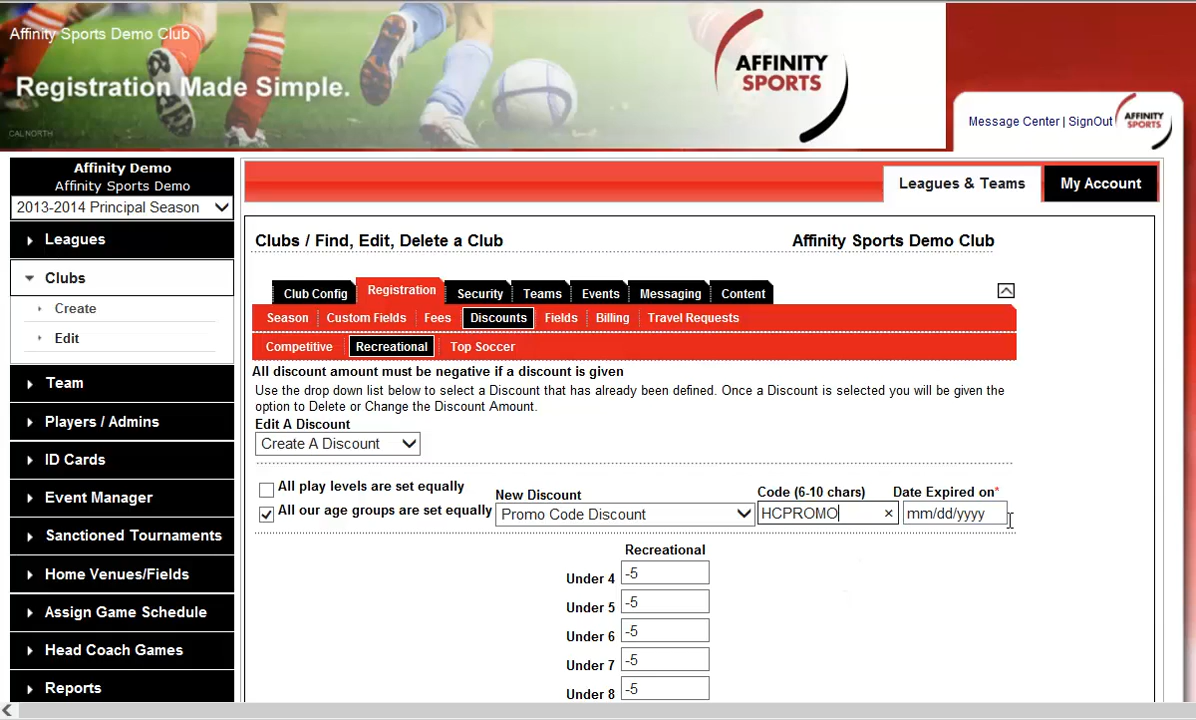 Affinity Sports Demo Club
Registration Made Simple.
CALNORTH
AFFINITY
SPORTS
Message Center | SignOut
AFFINITY
SPORTS
Affinity Demo
Affinity Sports Demo
2013-2014 Principal Season
Leagues
Clubs
Create
Edit
Team
Players / Admins
ID Cards
Event Manager
Sanctioned Tournaments
Home Venues/Fields
Assign Game Schedule
Head Coach Games
Reports
Leagues & Teams
My Account
Clubs / Find, Edit, Delete a Club
Affinity Sports Demo Club
Club Config
Registration
Security
Teams
Events
Messaging
Content
Season | Custom Fields | Fees | Discounts | Fields | Billing | Travel Requests
Competitive | Recreational | Top Soccer
All discount amount must be negative if a discount is given
Use the drop down list below to select a Discount that has already been defined. Once a Discount is selected you will be given the
option to Delete or Change the Discount Amount.
Edit A Discount
Create A Discount
All play levels are set equally
All our age groups are set equally
New Discount
Promo Code Discount
Code (6-10 chars)
HCPROMO
×
Date Expired on*
mm/dd/yyyy
Recreational
Under 4 -5
Under 5 -5
Under 6 -5
Under 7 -5
Under 8 -5